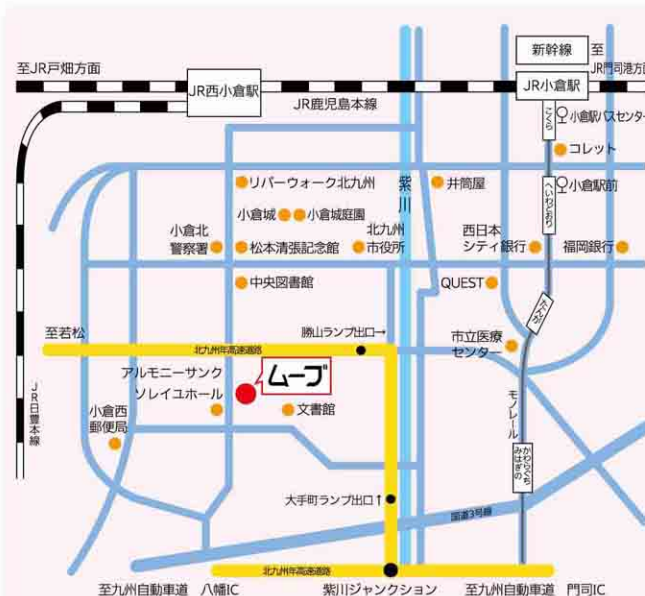 新幹線
至
JR門司港方面
至JR戸畑方面
JR西小倉駅
JR小倉駅
JR鹿児島本線
こくら
小倉駅バスセンター
コレット
リバーウォーク北九州
紫川
井筒屋
へいわどおり
小倉駅前
小倉城
小倉城庭園
小倉北
警察署
松本清張記念館
北九州
市役所
西日本
シティ銀行
福岡銀行
中央図書館
QUEST
たんが
至若松
勝山ランプ出口→
北九州年高速道路
市立医療
センター
アルモニーサンク
ソレイユホール
ムーブ
JR日豊本線
小倉西
郵便局
文書館
モノレール
かわらぐち
みはぎの
大手町ランプ出口↑
国道3号線
北九州年高速道路
至九州自動車道 八幡IC
紫川ジャンクション
至九州自動車道 門司IC